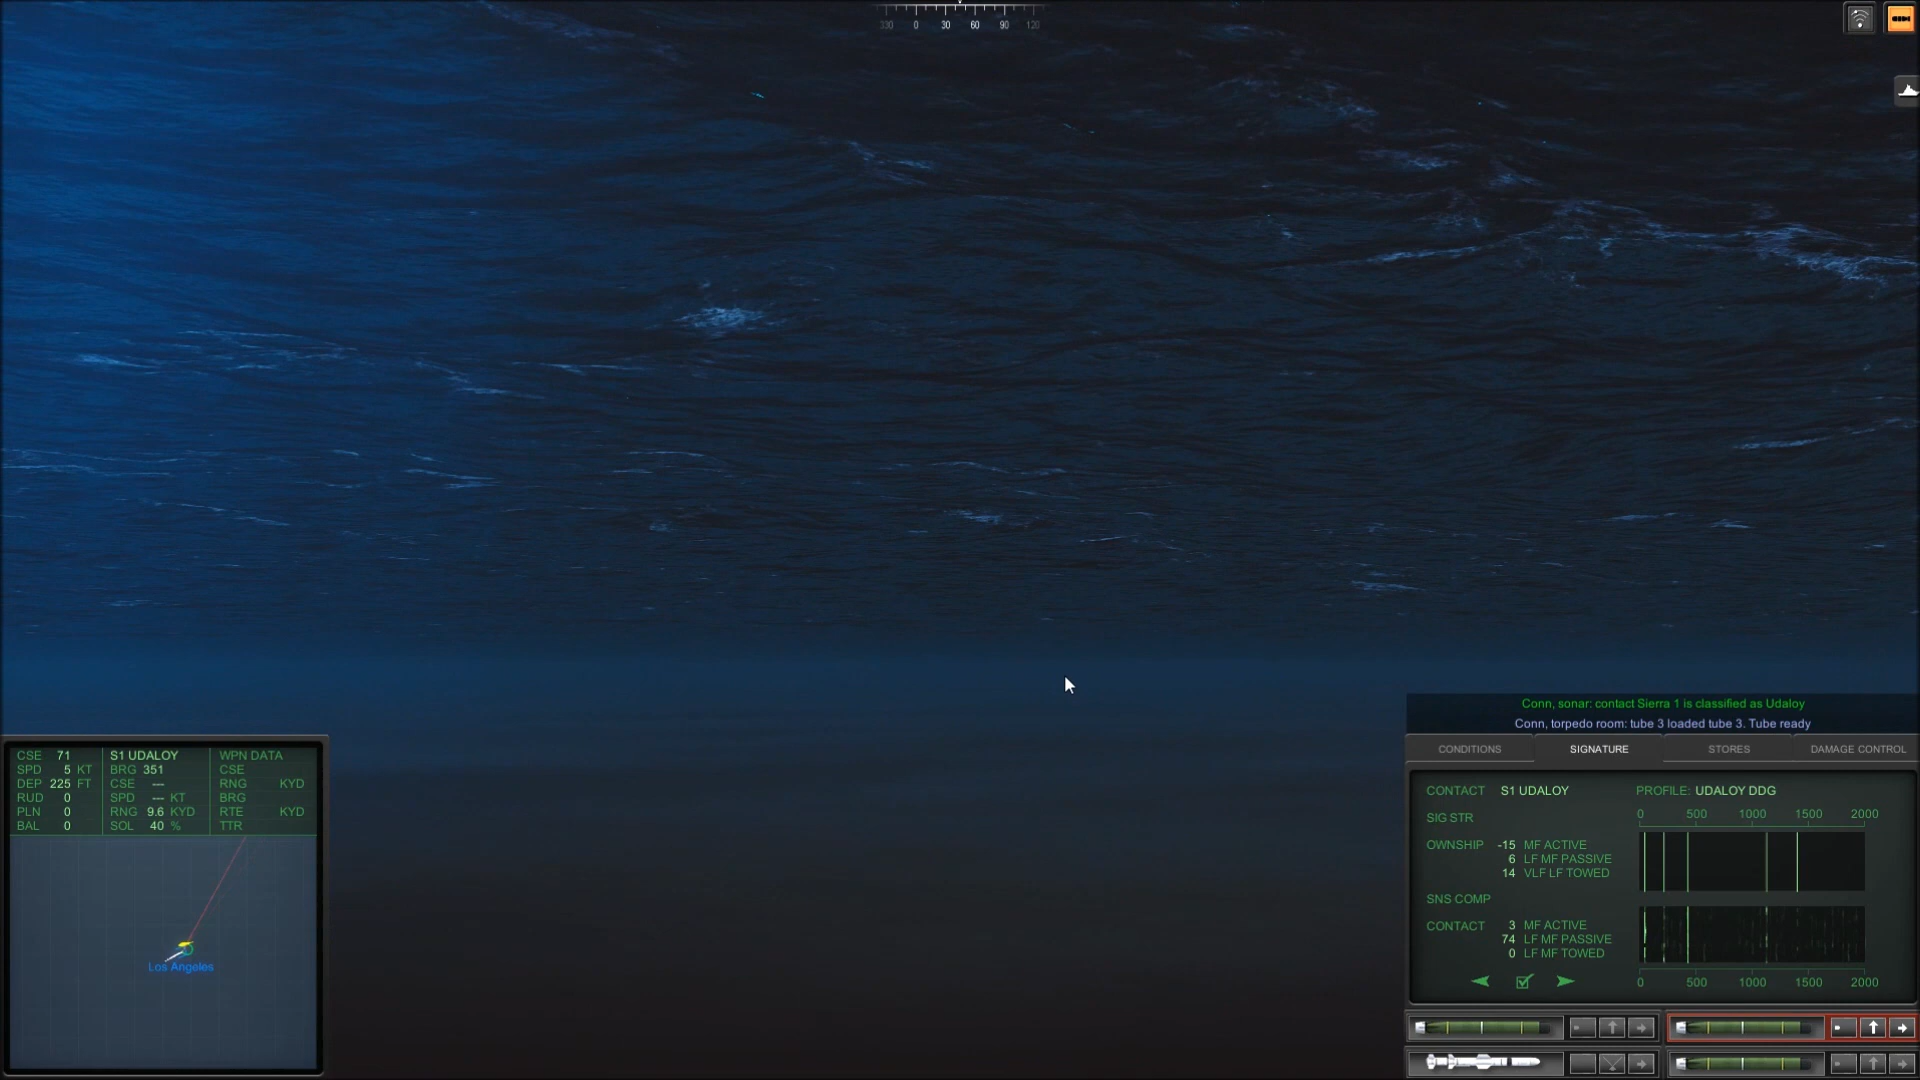 330 0 30 60 90 120
Conn, sonar: contact Sierra 1 is classified as Udaloy
Conn, torpedo room: tube 3 loaded tube 3. Tube ready
CONDITIONS SIGNATURE STORES DAMAGE CONTROL
CSE 71 S1 UDALOY WPN DATA
SPD 5 KT BRG 351 CSE
DEP 225 FT CSE --- RNG KYD
RUD 0 SPD --- KT BRG
PLN 0 RNG 9.6 KYD RTE KYD
BAL 0 SOL 40 % TTR
Los Angeles
CONTACT S1 UDALOY PROFILE: UDALOY DDG
SIG STR
0 500 1000 1500 2000
OWNSHIP -15 MF ACTIVE
6 LF MF PASSIVE
14 VLF LF TOWED
SNS COMP
CONTACT 3 MF ACTIVE
74 LF MF PASSIVE
0 LF MF TOWED
0 500 1000 1500 2000